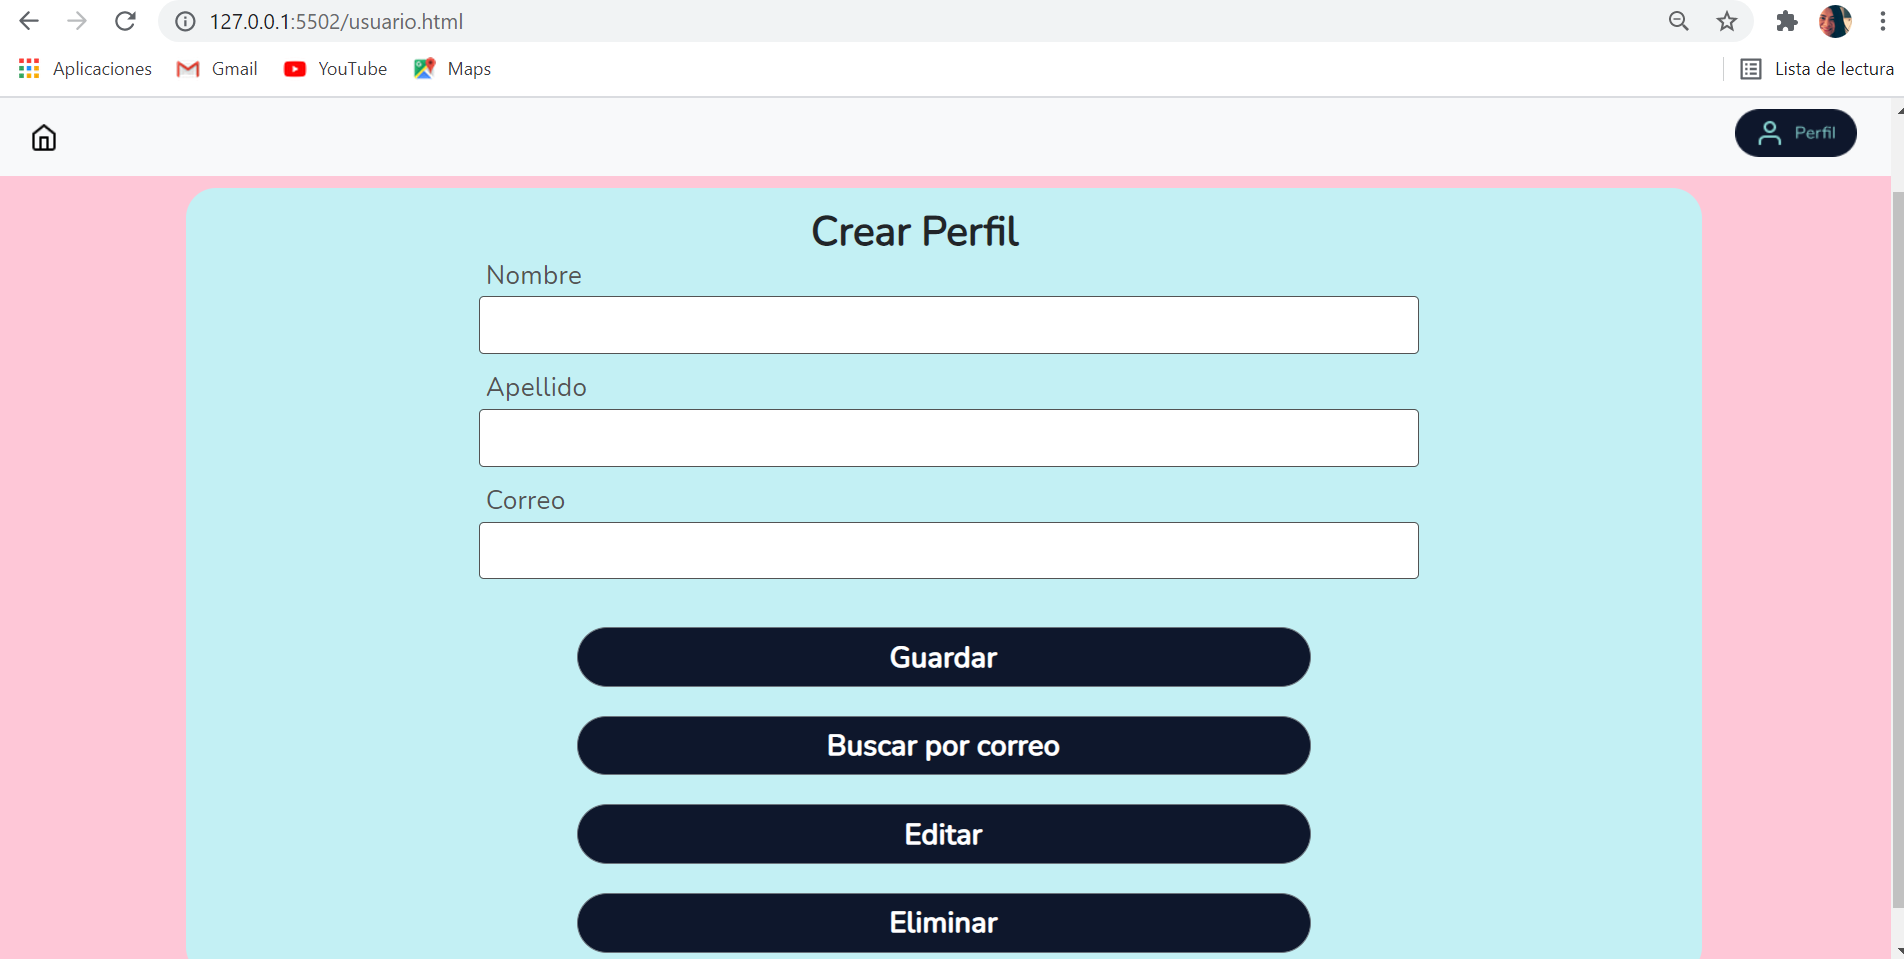 127.0.0.1:5502/usuario.html
Aplicaciones Gmail YouTube Maps Lista de lectura
Perfil
Crear Perfil
Nombre
Apellido
Correo
Guardar
Buscar por correo
Editar
Eliminar